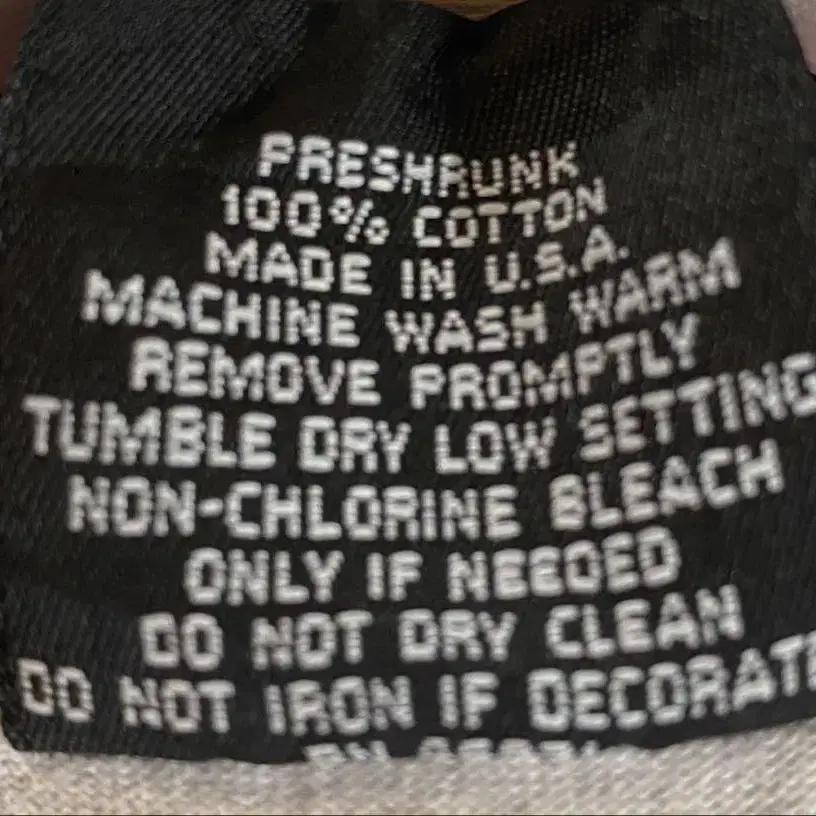 PRESHRUNK
100% COTTON
MADE IN U.S.A.
MACHINE WASH WARM
REMOVE PROMPTLY
TUMBLE DRY LOW SETTING
NON-CHLORINE BLEACH
ONLY IF NEEDED
DO NOT DRY CLEAN
DO NOT IRON IF DECORATE